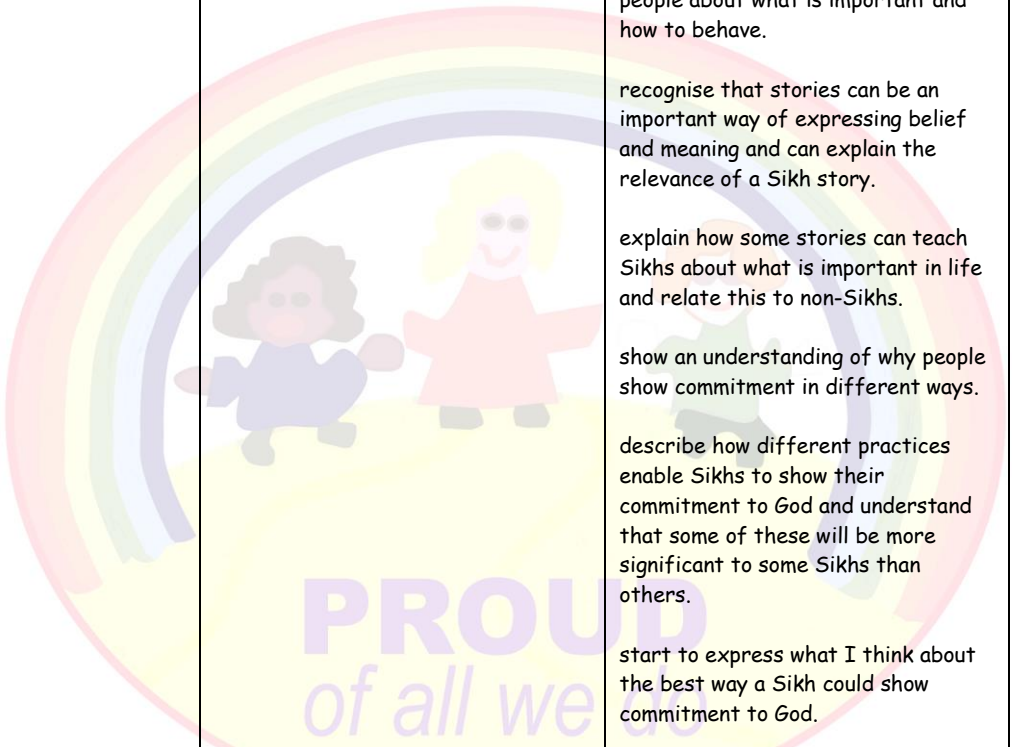 people about what is important and
how to behave.
recognise that stories can be an
important way of expressing belief
and meaning and can explain the
relevance of a Sikh story.
explain how some stories can teach
Sikhs about what is important in life
and relate this to non-Sikhs.
show an understanding of why people
show commitment in different ways.
describe how different practices
enable Sikhs to show their
commitment to God and understand
that some of these will be more
significant to some Sikhs than
others.
start to express what I think about
the best way a Sikh could show
commitment to God.
PROUD
of all we do